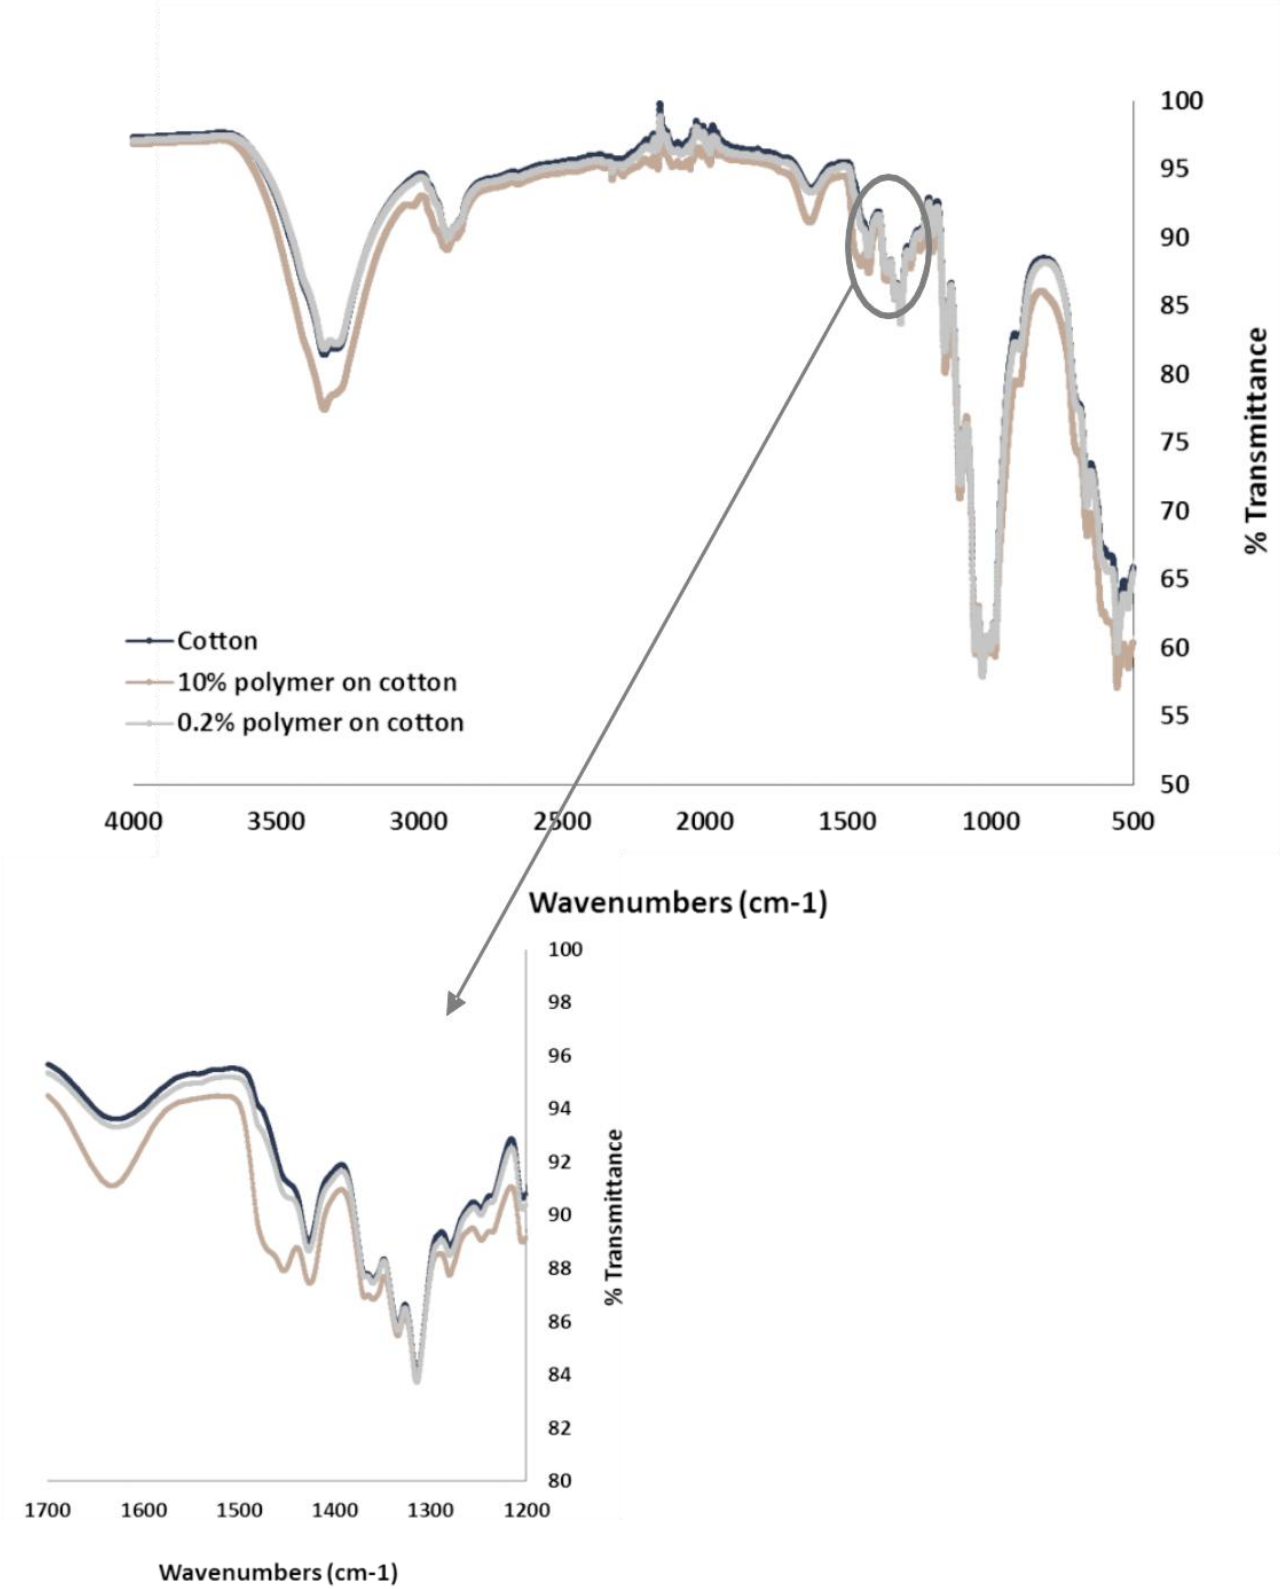 100
95
90
85
80
75
70
65
60
55
50
% Transmittance
Cotton
10% polymer on cotton
0.2% polymer on cotton
4000 3500 3000 2500 2000 1500 1000 500
Wavenumbers (cm-1)
100
98
96
94
92
90
88
86
84
82
80
% Transmittance
1700 1600 1500 1400 1300 1200
Wavenumbers (cm-1)